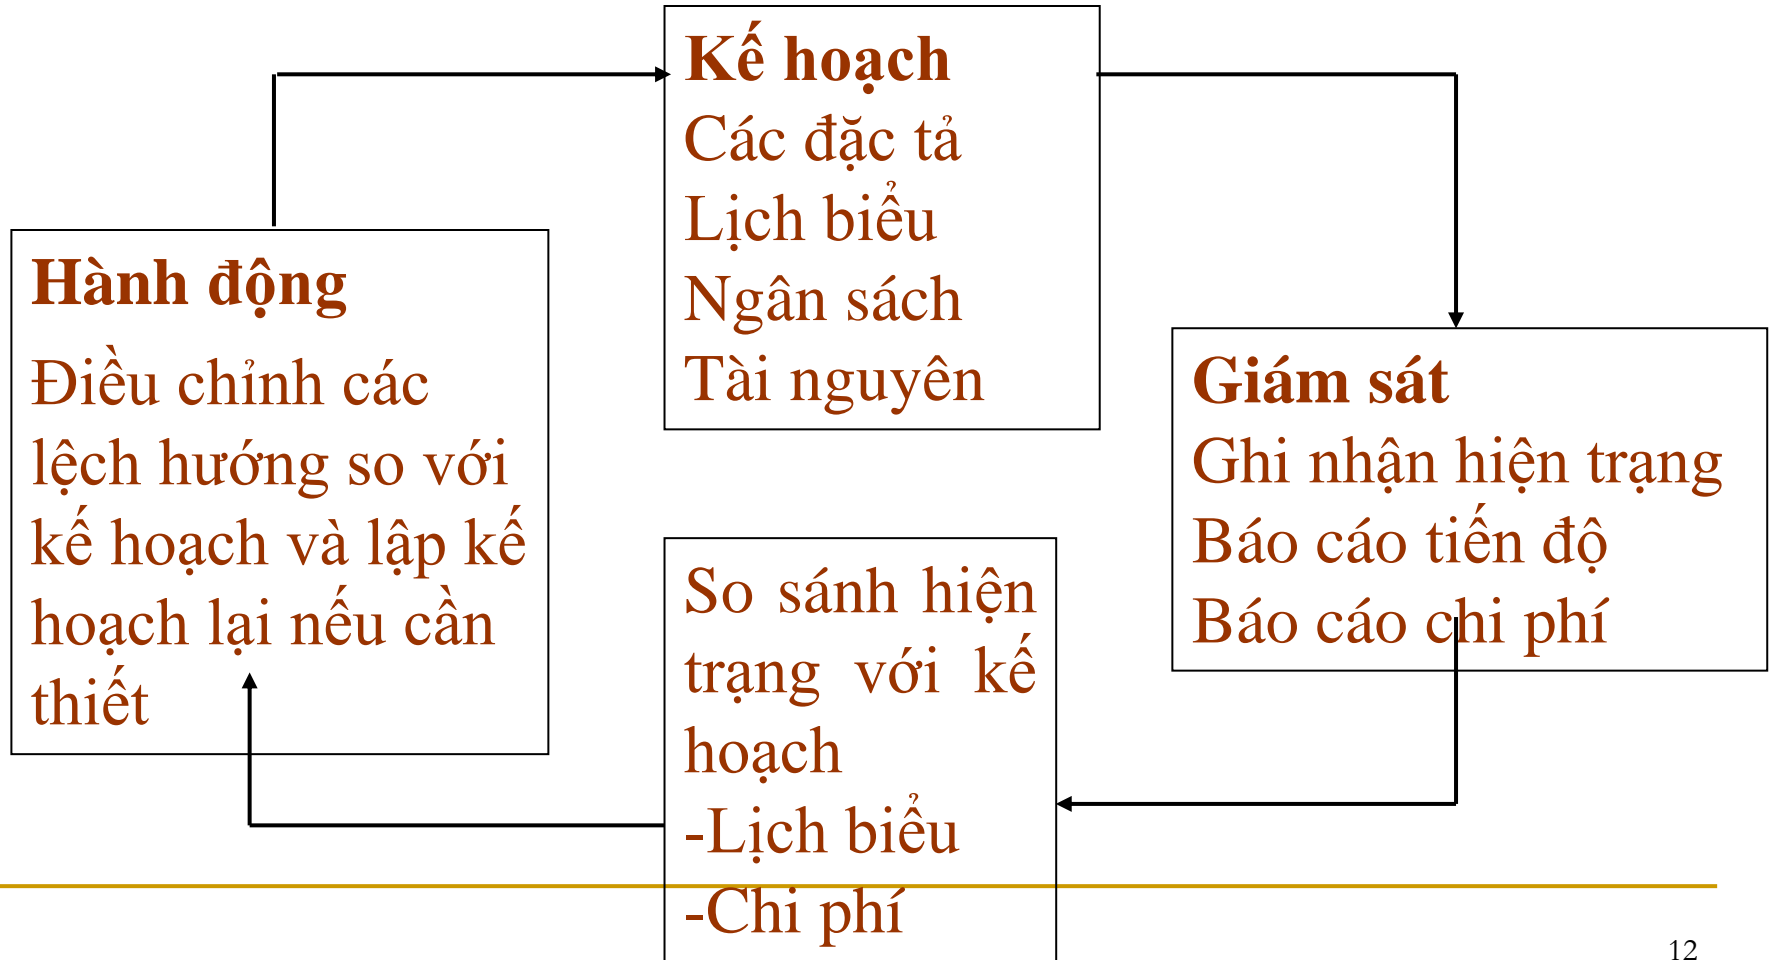 Kế hoạch
Các đặc tả
Lịch biểu
Ngân sách
Tài nguyên
Hành động
Điều chỉnh các
lệch hướng so với
kế hoạch và lập kế
hoạch lại nếu cần
thiết
Giám sát
Ghi nhận hiện trạng
Báo cáo tiến độ
Báo cáo chi phí
So sánh hiện
trạng với kế
hoạch
-Lịch biểu
-Chi phí
12